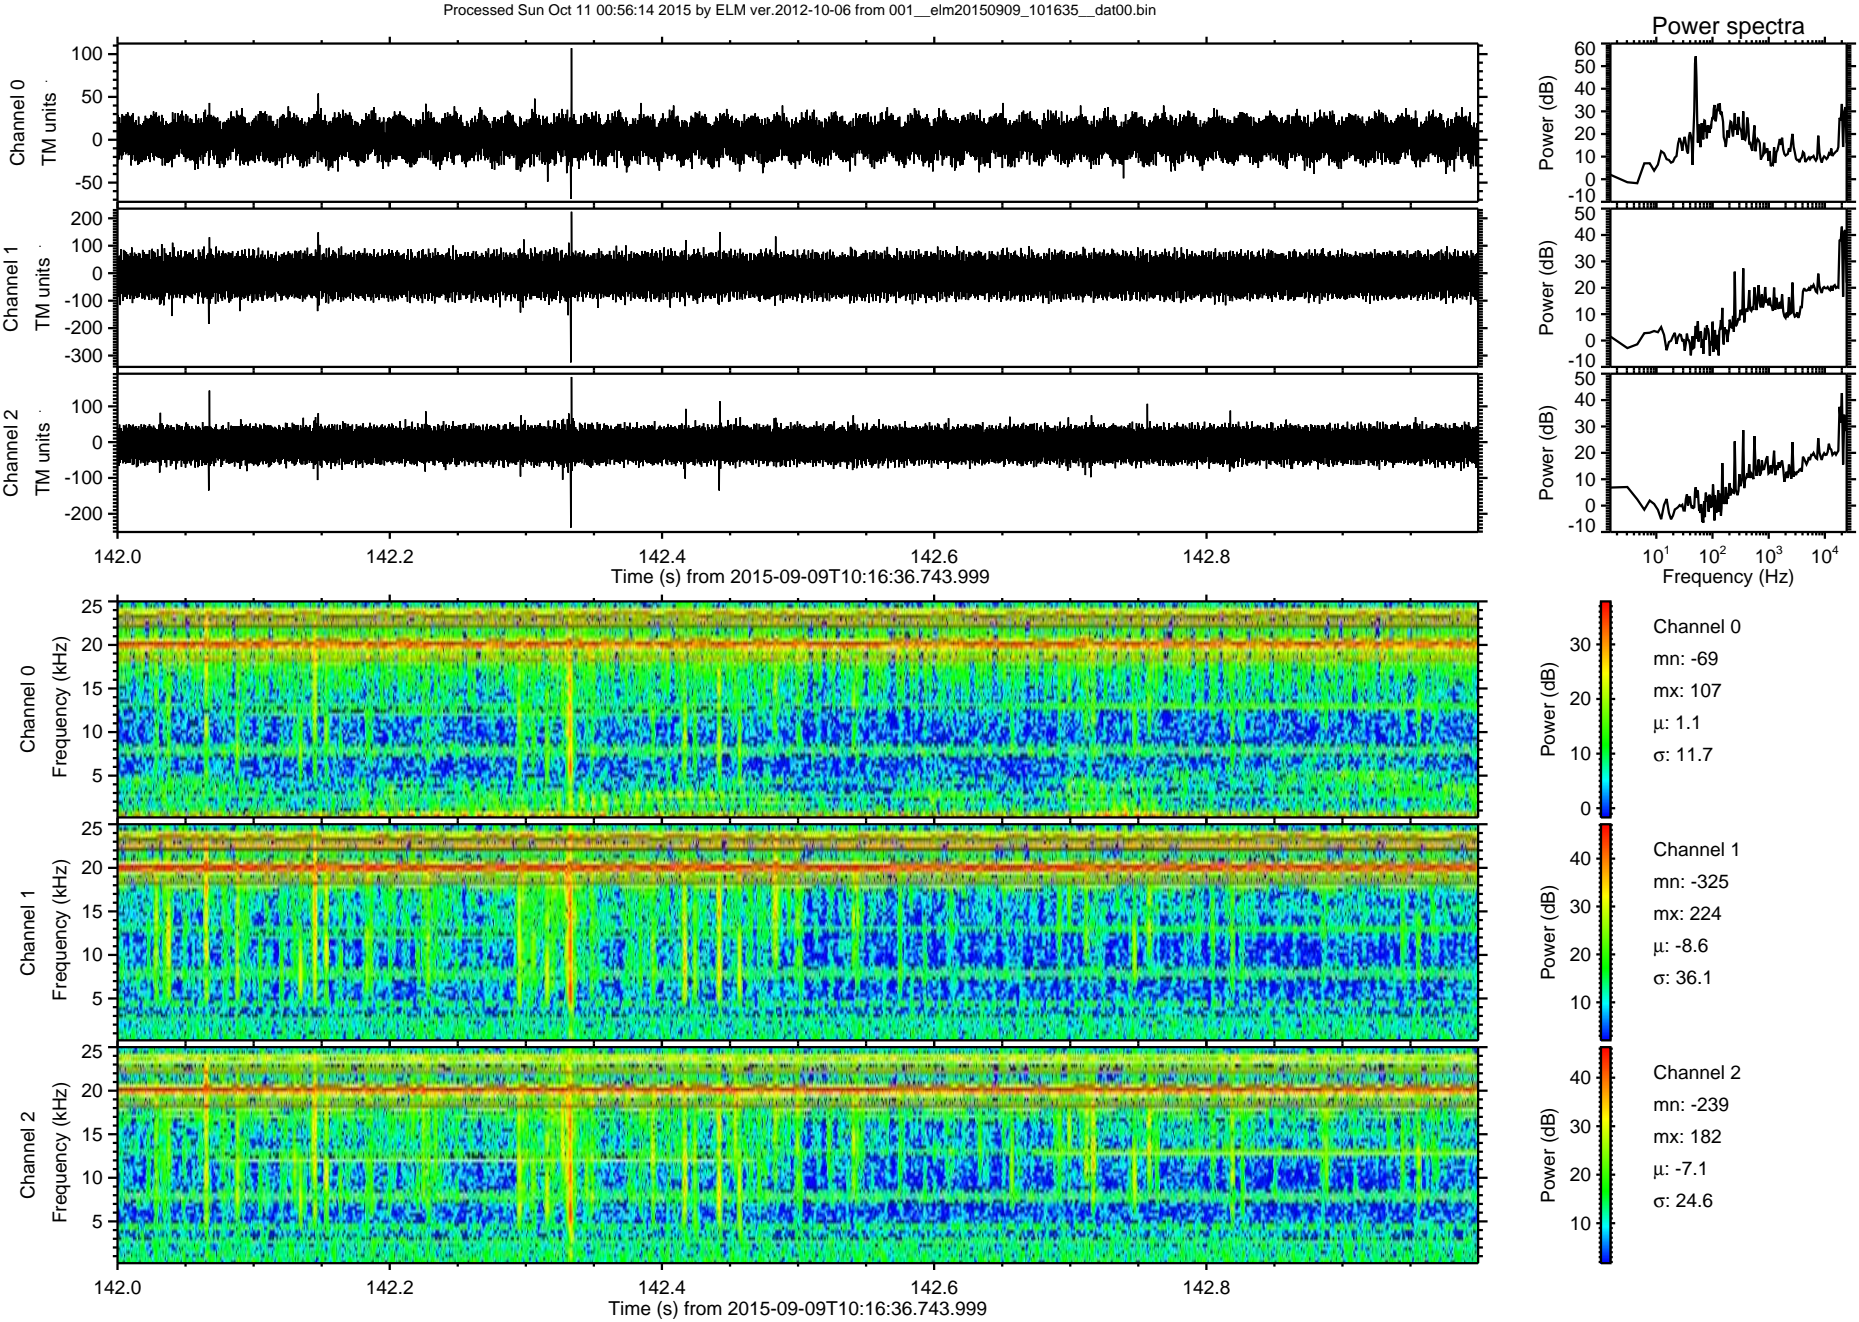 Processed Sun Oct 11 00:56:14 2015 by ELM ver.2012-10-06 from 001__elm20150909_101635__dat00.bin
Power spectra
Channel 0
TM units
100
50
0
-50
Power (dB)
60
50
40
30
20
10
0
-10
Channel 1
TM units
200
100
0
-100
-200
-300
Power (dB)
50
40
30
20
10
0
-10
Channel 2
TM units
100
0
-100
-200
Power (dB)
50
40
30
20
10
0
-10
142.0 142.2 142.4 142.6 142.8
Time (s) from 2015-09-09T10:16:36.743.999
10^1 10^2 10^3 10^4
Frequency (Hz)
Channel 0
Frequency (kHz)
25
20
15
10
5
Power (dB)
30
20
10
0
Channel 0
mn: -69
mx: 107
μ: 1.1
σ: 11.7
Channel 1
Frequency (kHz)
25
20
15
10
5
Power (dB)
40
30
20
10
Channel 1
mn: -325
mx: 224
μ: -8.6
σ: 36.1
Channel 2
Frequency (kHz)
25
20
15
10
5
Power (dB)
40
30
20
10
Channel 2
mn: -239
mx: 182
μ: -7.1
σ: 24.6
142.0 142.2 142.4 142.6 142.8
Time (s) from 2015-09-09T10:16:36.743.999